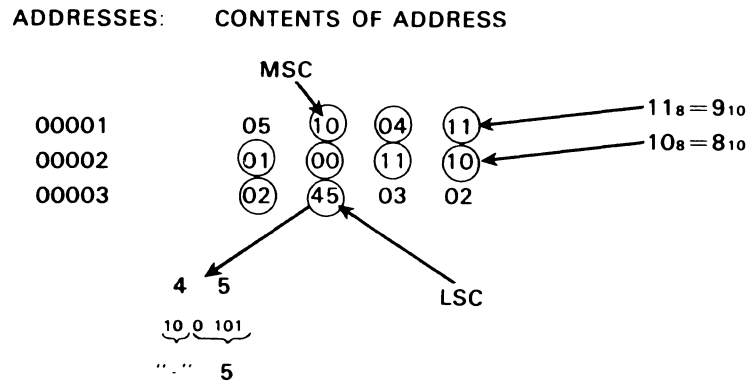 ADDRESSES: CONTENTS OF ADDRESS
MSC
00001 05 10 04 11 11₈=9₁₀
00002 01 00 11 10 10₈=8₁₀
00003 02 45 03 02
4 5 LSC
10 0 101
"-" 5